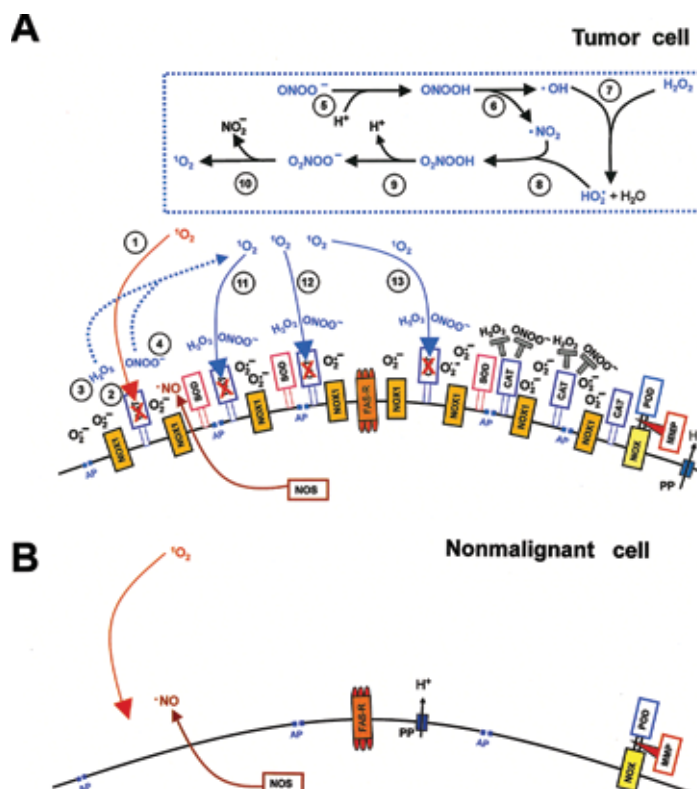 A
Tumor cell
ONOO⁻ ONOOH ·OH 7 H₂O₂
5 H⁺ 6
NO₂⁻ H⁺ ·NO₂
¹O₂ O₂NOO⁻ O₂NOOH
10 9 8 HO₂· + H₂O
1 ¹O₂ ¹O₂ ¹O₂ ¹O₂ ¹O₂
11 12 13
4 H₂O₂ ONOO⁻ H₂O₂ ONOO⁻ H₂O₂ ONOO⁻ H₂O₂ ONOO⁻ H₂O₂ ONOO⁻
3 H₂O₂ ONOO⁻
2 O₂·⁻ ·NO SOD O₂·⁻ O₂·⁻ SOD O₂·⁻ O₂·⁻ O₂·⁻ O₂·⁻ SOD CAT O₂·⁻ CAT O₂·⁻ CAT POD
O₂·⁻ O₂·⁻ NOX1 NOX1 NOX1 NOX1 FAS-R NOX1 NOX1 NOX1 NOX1 NOX MMP H⁺
AP AP AP AP AP PP
NOS
B
Nonmalignant cell
¹O₂
·NO FAS-R H⁺ POD
AP PP AP MMP
AP NOS NOX